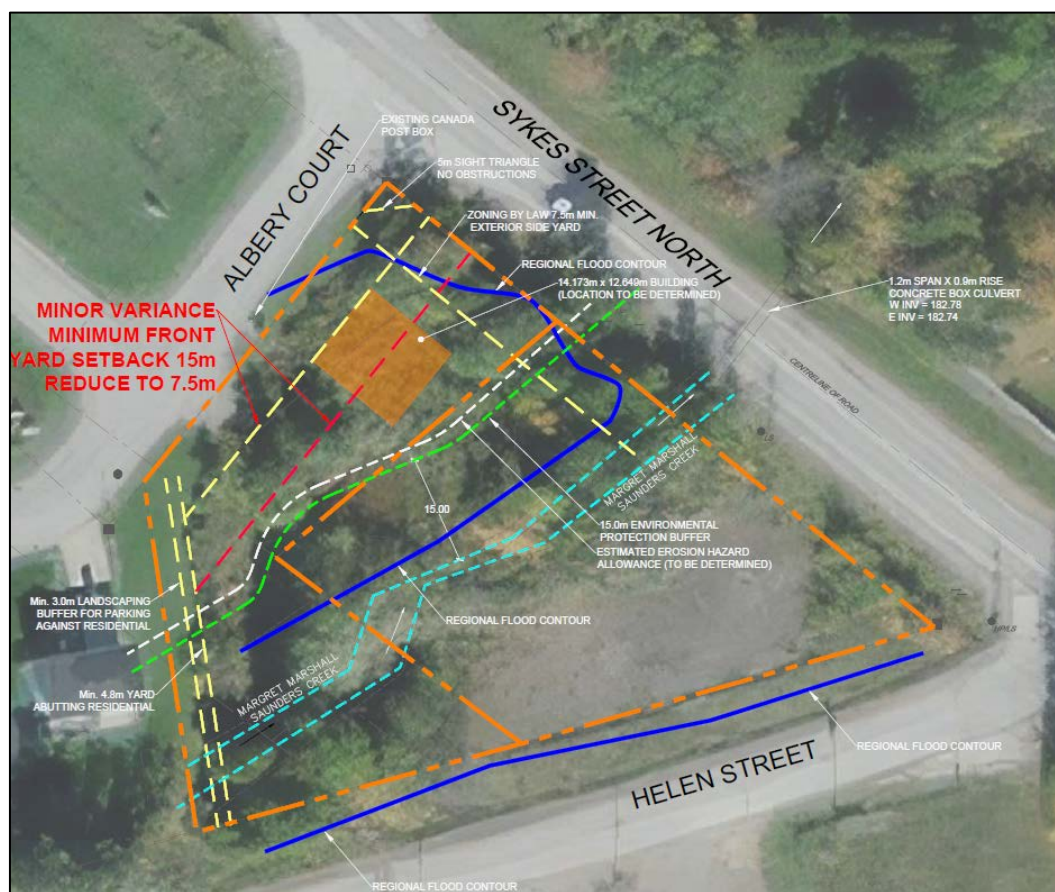 SYKES STREET NORTH
ALBERY COURT
EXISTING CANADA
POST BOX
5m SIGHT TRIANGLE
NO OBSTRUCTIONS
ZONING BY LAW 7.5m MIN.
EXTERIOR SIDE YARD
REGIONAL FLOOD CONTOUR
14.173m x 12.649m BUILDING
(LOCATION TO BE DETERMINED)
1.2m SPAN X 0.9m RISE
CONCRETE BOX CULVERT
W INV = 182.78
E INV = 182.74
MINOR VARIANCE
MINIMUM FRONT
YARD SETBACK 15m
REDUCE TO 7.5m
CENTRELINE OF ROAD
LS
MARGRET MARSHALL
SAUNDERS CREEK
15.00
15.0m ENVIRONMENTAL
PROTECTION BUFFER
ESTIMATED EROSION HAZARD
ALLOWANCE (TO BE DETERMINED)
Min. 3.0m LANDSCAPING
BUFFER FOR PARKING
AGAINST RESIDENTIAL
REGIONAL FLOOD CONTOUR
Min. 4.8m YARD
ABUTTING RESIDENTIAL
MARGRET MARSHALL
SAUNDERS CREEK
HELEN STREET
REGIONAL FLOOD CONTOUR
REGIONAL FLOOD CONTOUR